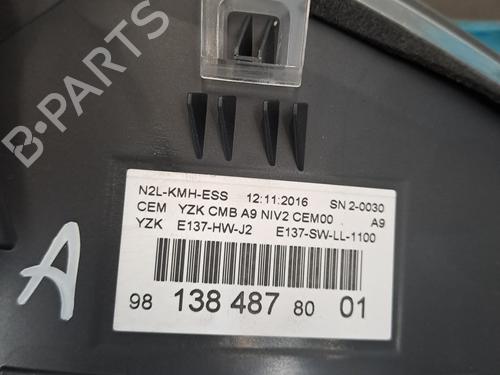 N2L-KMH-ESS 12:11:2016 SN 2-0030
CEM YZK CMB A9 NIV2 CEM00 A9
YZK E137-HW-J2 E137-SW-LL-1100
98 138 487 80 01
A
B-PARTS